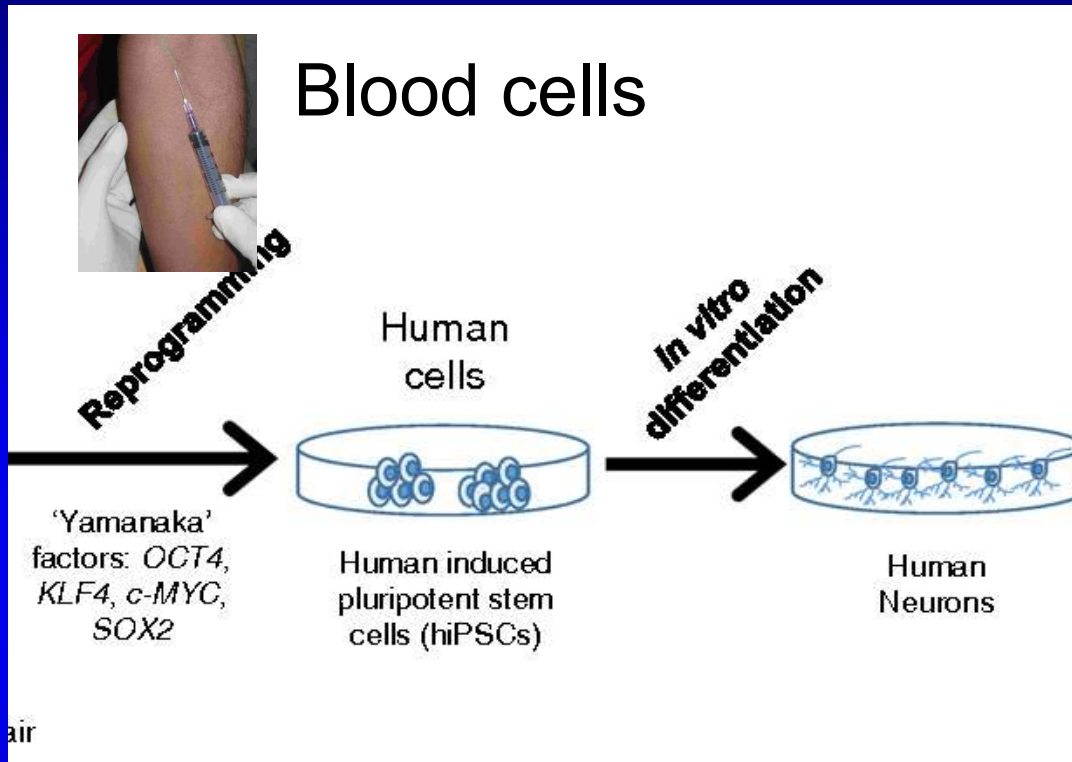 Blood cells
Reprogramming
Human
cells
In vitro
differentiation
'Yamanaka'
factors: OCT4,
KLF4, c-MYC,
SOX2
Human induced
pluripotent stem
cells (hiPSCs)
Human
Neurons
air